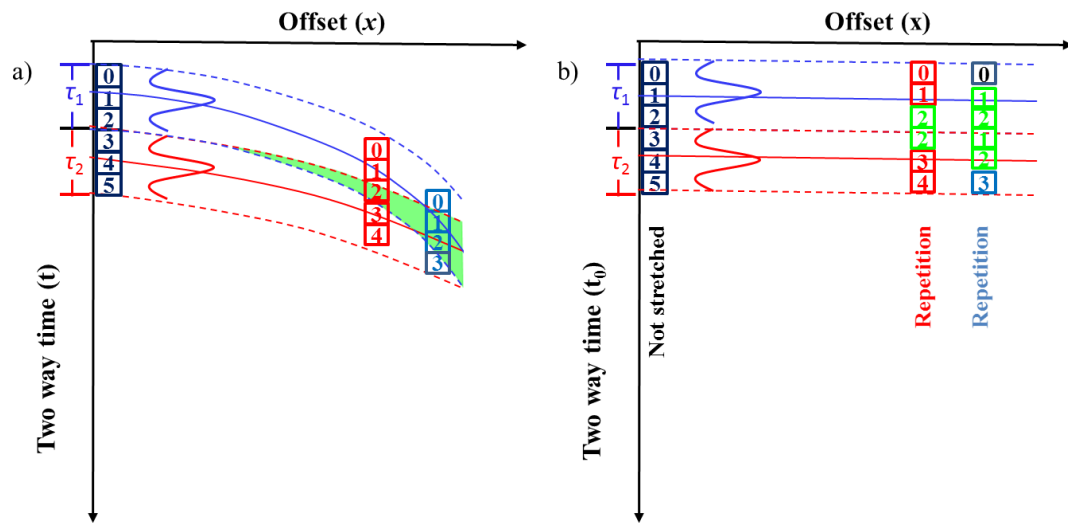 Offset (x)
a)
τ1
τ2
0
1
2
3
4
5
0
1
2
3
4
0
1
2
3
Two way time (t)
Offset (x)
b)
τ1
τ2
0
1
2
3
4
5
0
1
2
2
3
4
0
1
2
1
2
3
Two way time (t0)
Not stretched
Repetition
Repetition